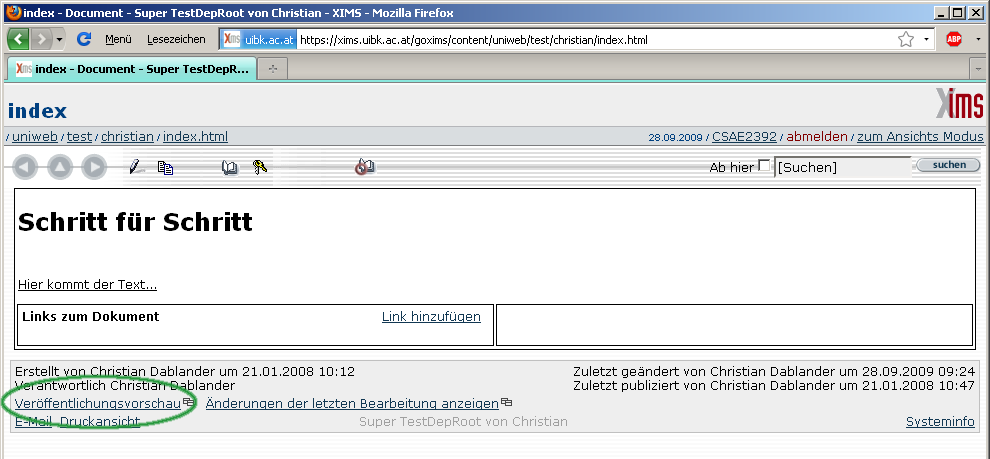 index - Document - Super TestDepRoot von Christian - XIMS - Mozilla Firefox
Menü Lesezeichen Xims uibk.ac.at https://xims.uibk.ac.at/goxims/content/uniweb/test/christian/index.html ABP
Xims index - Document - Super TestDepR...
index Xims
/ uniweb / test / christian / index.html 28.09.2009 / CSAE2392 / abmelden / zum Ansichts Modus
Ab hier [Suchen] suchen
Schritt für Schritt
Hier kommt der Text...
Links zum Dokument Link hinzufügen
Erstellt von Christian Dablander um 21.01.2008 10:12 Zuletzt geändert von Christian Dablander um 28.09.2009 09:24
Verantwortlich Christian Dablander Zuletzt publiziert von Christian Dablander um 21.01.2008 10:47
Veröffentlichungsvorschau Änderungen der letzten Bearbeitung anzeigen
E-Mail Druckansicht Super TestDepRoot von Christian Systeminfo